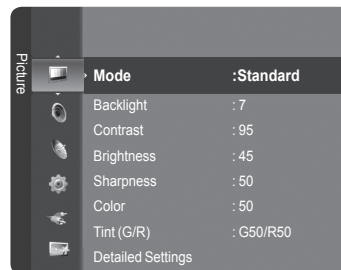 Picture
Mode :Standard
Backlight : 7
Contrast : 95
Brightness : 45
Sharpness : 50
Color : 50
Tint (G/R) : G50/R50
Detailed Settings